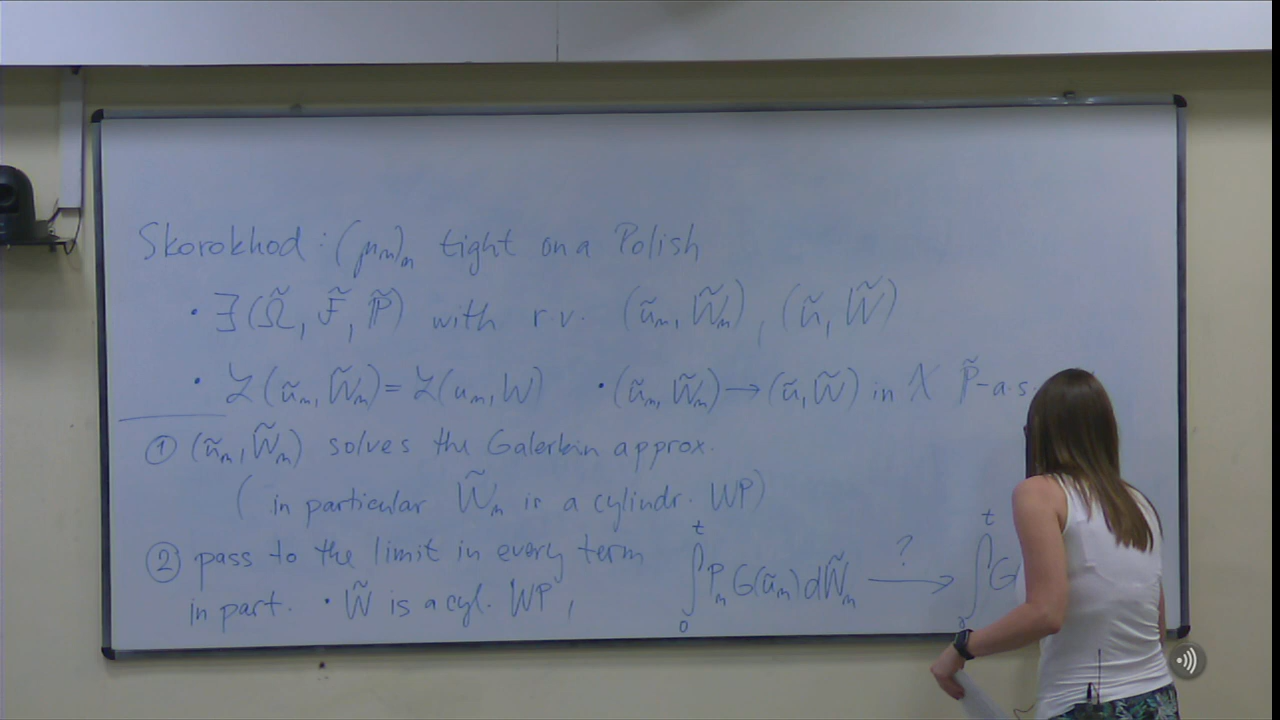 Skorokhod : (μ_m)_m tight on a Polish
• ∃ (Ω̃, F̃, P̃) with r.v. (ũ_m, W̃_m), (ũ, W̃)
• ℒ(ũ_m, W̃_m) = ℒ(u_m, W) • (ũ_m, W̃_m) → (ũ, W̃) in X P̃-a.s.
① (ũ_m, W̃_m) solves the Galerkin approx.
( in particular W̃_m is a cylindr. WP)
② pass to the limit in every term ∫_0^t P_m G(ũ_m) dW̃_m →^? ∫_0^t G(
in part. • W̃ is a cyl. WP,